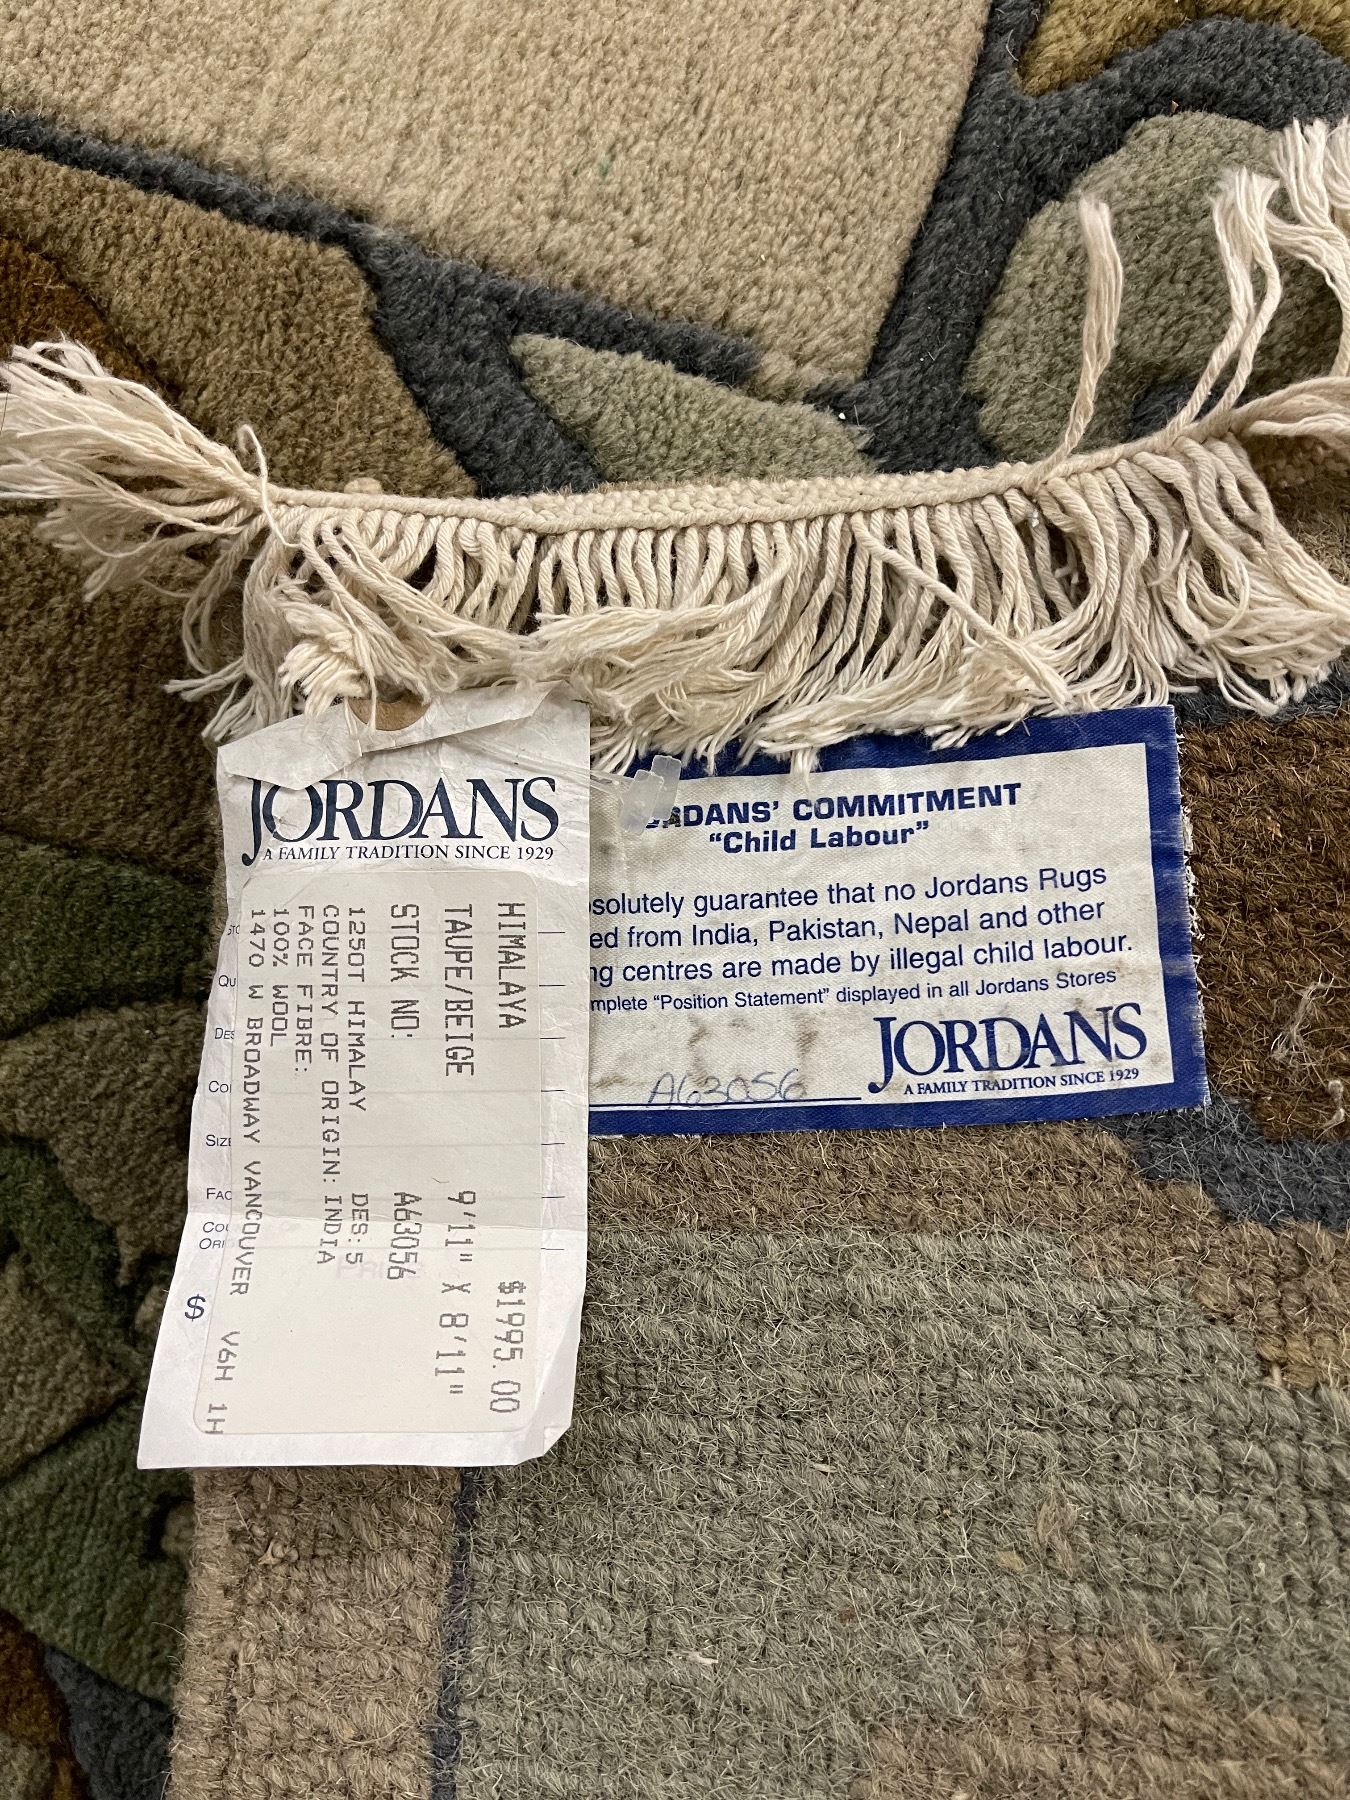 JORDANS
A FAMILY TRADITION SINCE 1929
HIMALAYA $1995.00
TAUPE/BEIGE 9'11" X 8'11"
STOCK NO: A63056
1250T HIMALAY DES: 5
COUNTRY OF ORIGIN: INDIA
FACE FIBRE:
100% WOOL
1470 W BROADWAY VANCOUVER V6H 1H
$
COMMITMENT
"Child Labour"
guarantee that no Jordans Rugs
from India, Pakistan, Nepal and other
centres are made by illegal child labour.
"Position Statement" displayed in all Jordans Stores
A63056
JORDANS
A FAMILY TRADITION SINCE 1929